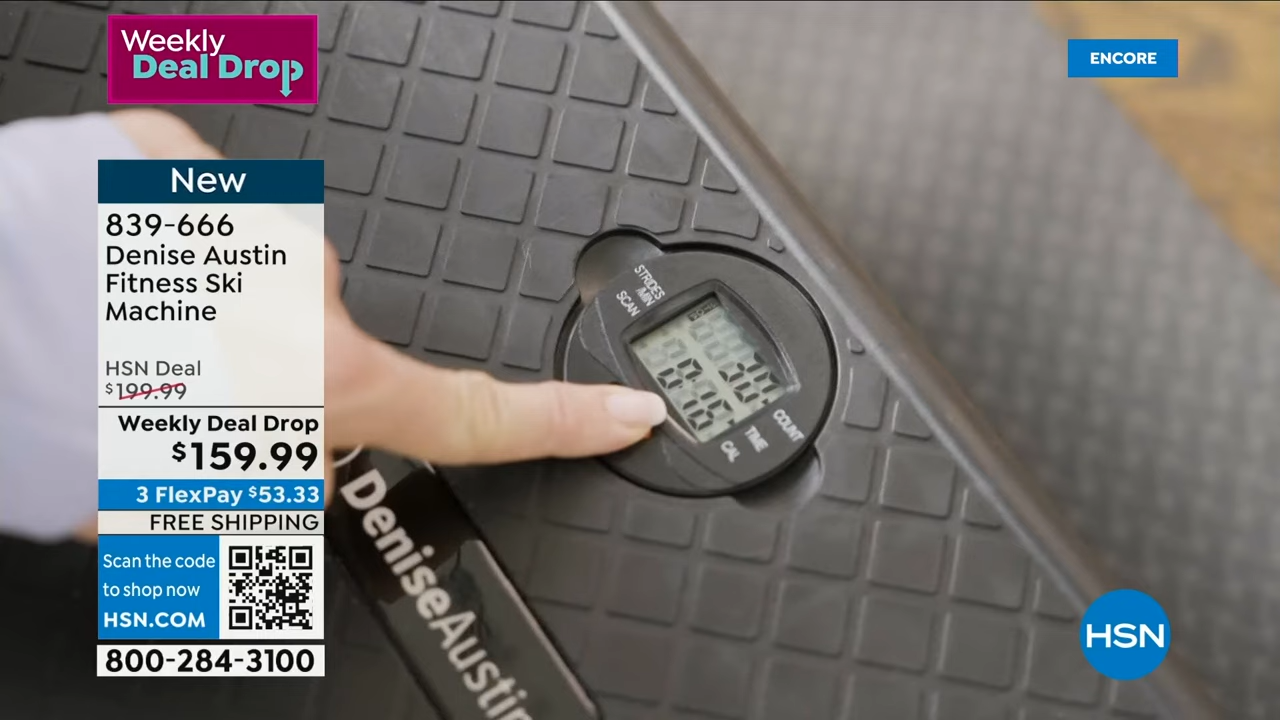 Weekly
Deal Drop
ENCORE
New
839-666
Denise Austin
Fitness Ski
Machine
HSN Deal
$199.99
Weekly Deal Drop
$159.99
3 FlexPay $53.33
FREE SHIPPING
Scan the code
to shop now
HSN.COM
800-284-3100
STRIDES
/MIN
SCAN
COUNT
TIME
CAL
DeniseAustin
HSN